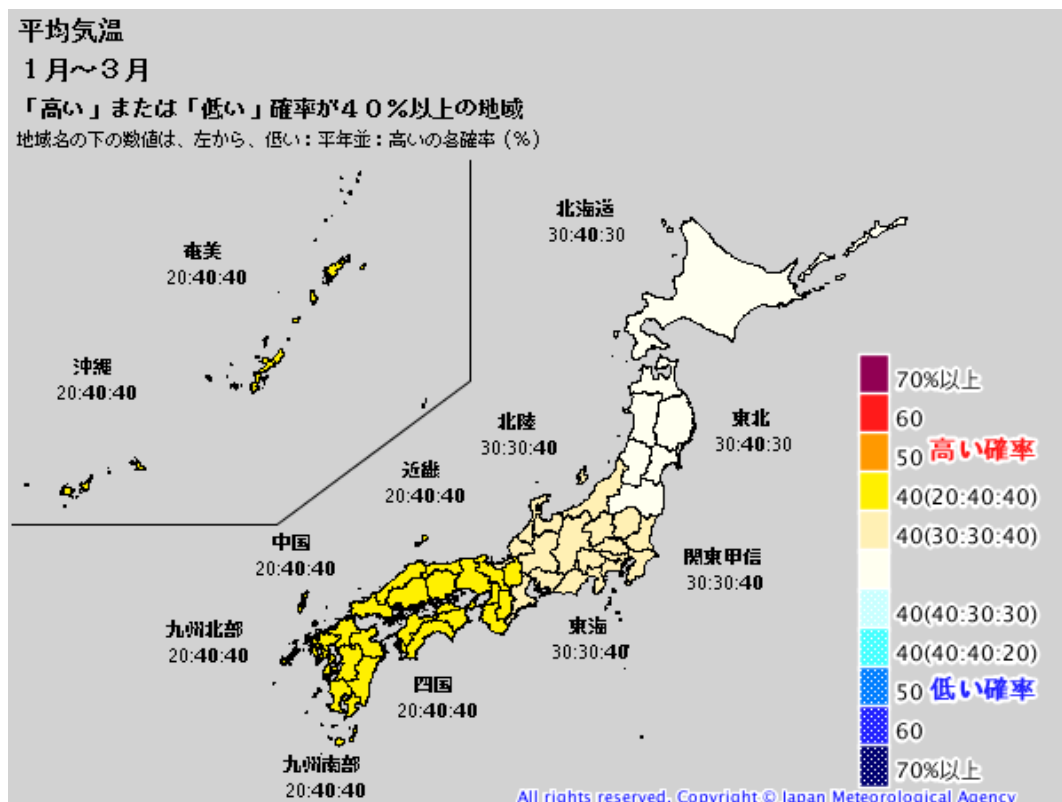 平均気温
1月～3月
「高い」または「低い」確率が40%以上の地域
地域名の下の数値は、左から、低い：平年並：高いの各確率（%）
北海道
30:40:30
奄美
20:40:40
沖縄
20:40:40
北陸
30:30:40
東北
30:40:30
近畿
20:40:40
中国
20:40:40
関東甲信
30:30:40
九州北部
20:40:40
東海
30:30:40
四国
20:40:40
九州南部
20:40:40
70%以上
60
50 高い確率
40(20:40:40)
40(30:30:40)
40(40:30:30)
40(40:40:20)
50 低い確率
60
70%以上
All rights reserved. Copyright © Japan Meteorological Agency